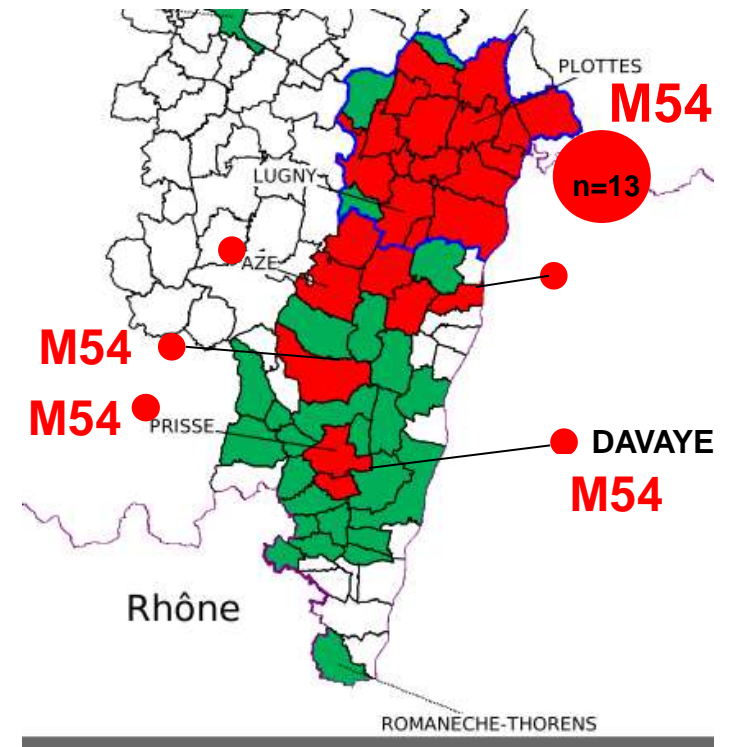 PLOTTES
M54
n=13
LUGNY
AZE
M54
M54
PRISSE
DAVAYE
M54
Rhône
ROMANECHE-THORENS